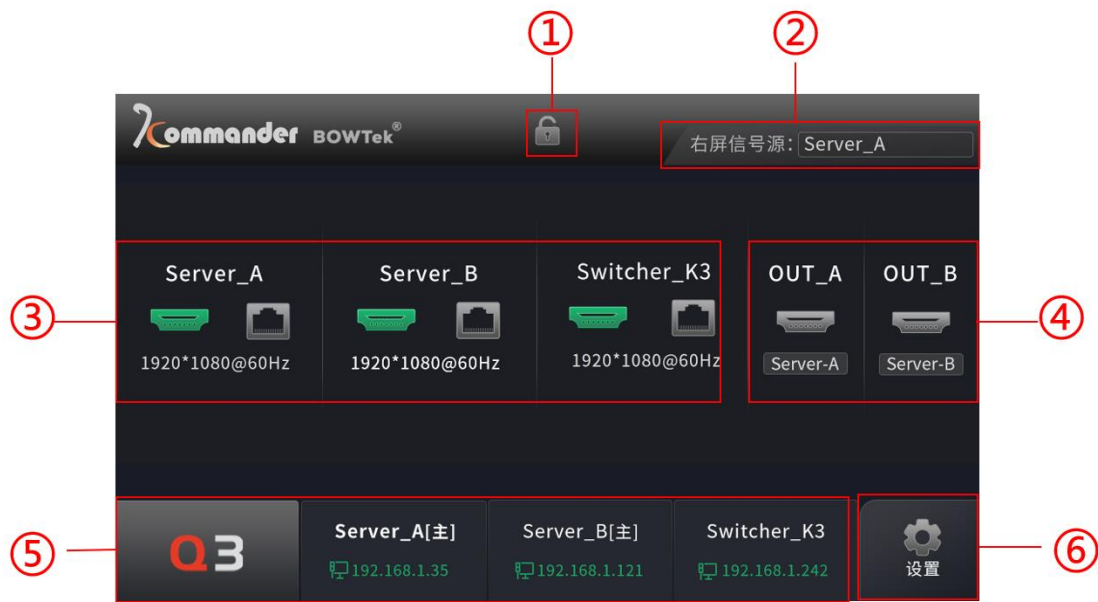 ① ②
Commander BOWTek®
右屏信号源: Server_A
③ ④
Server_A Server_B Switcher_K3 OUT_A OUT_B
1920*1080@60Hz 1920*1080@60Hz 1920*1080@60Hz Server-A Server-B
⑤ ⑥
Q3
Server_A[主] Server_B[主] Switcher_K3
192.168.1.35 192.168.1.121 192.168.1.242
设置